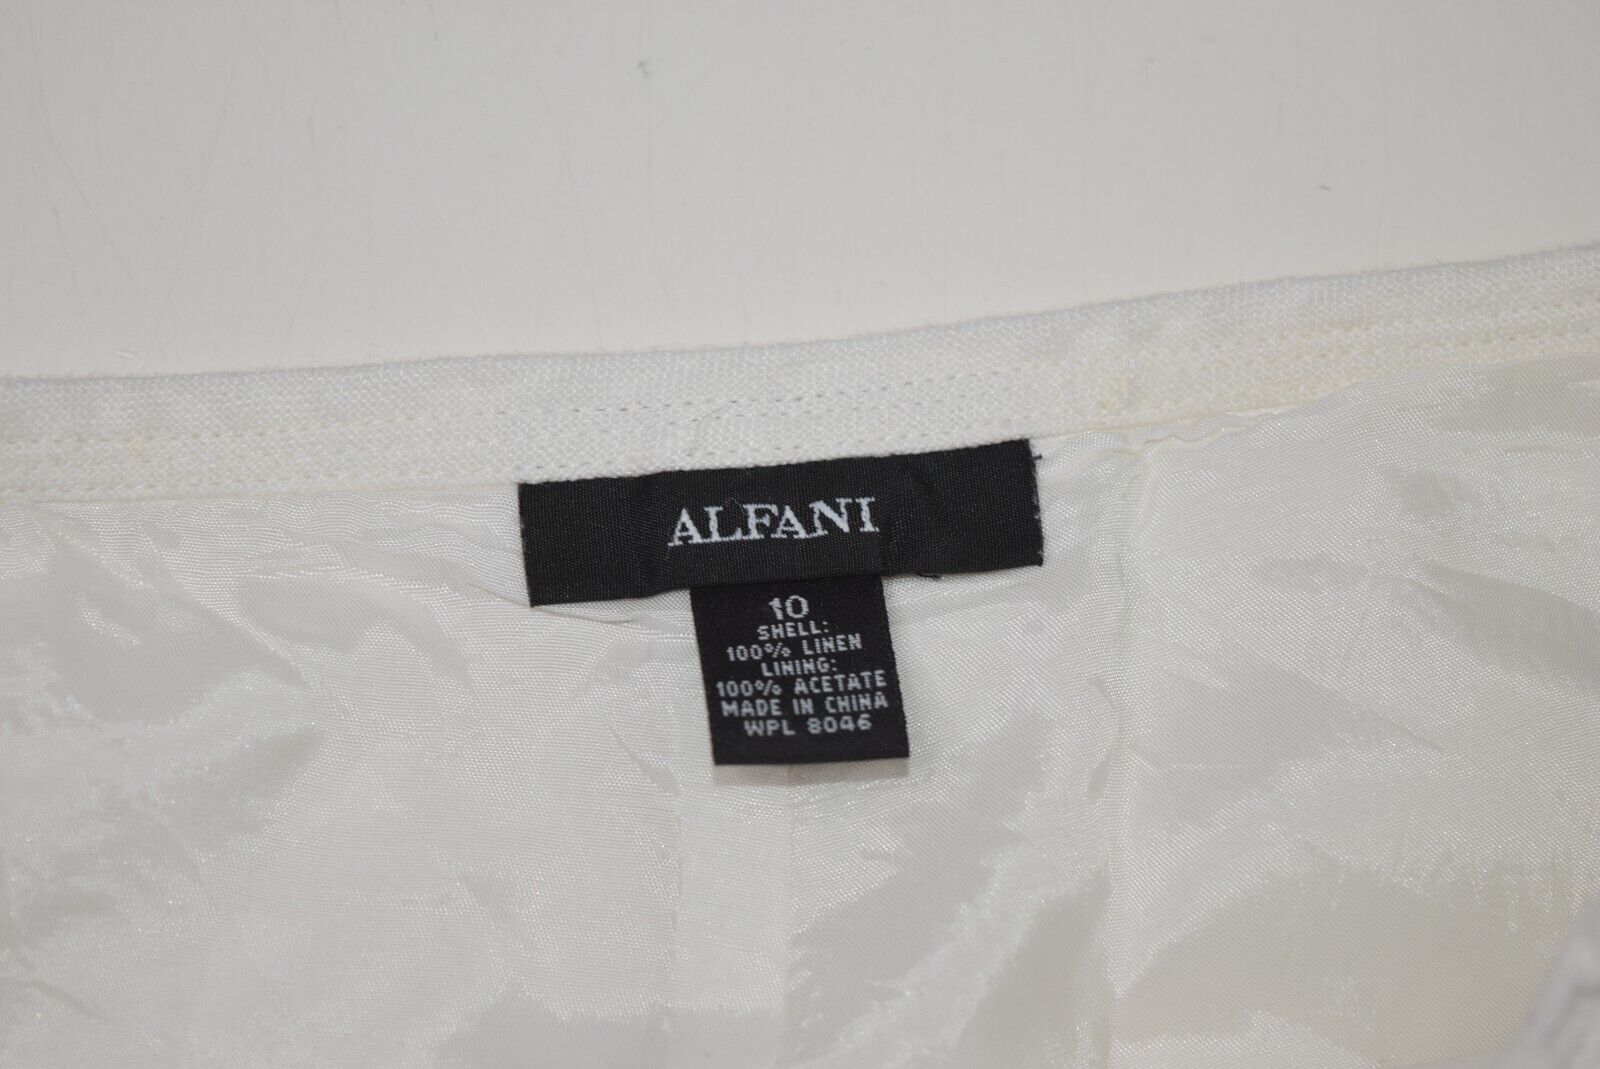 ALFANI
10
SHELL:
100% LINEN
LINING:
100% ACETATE
MADE IN CHINA
WPL 8046